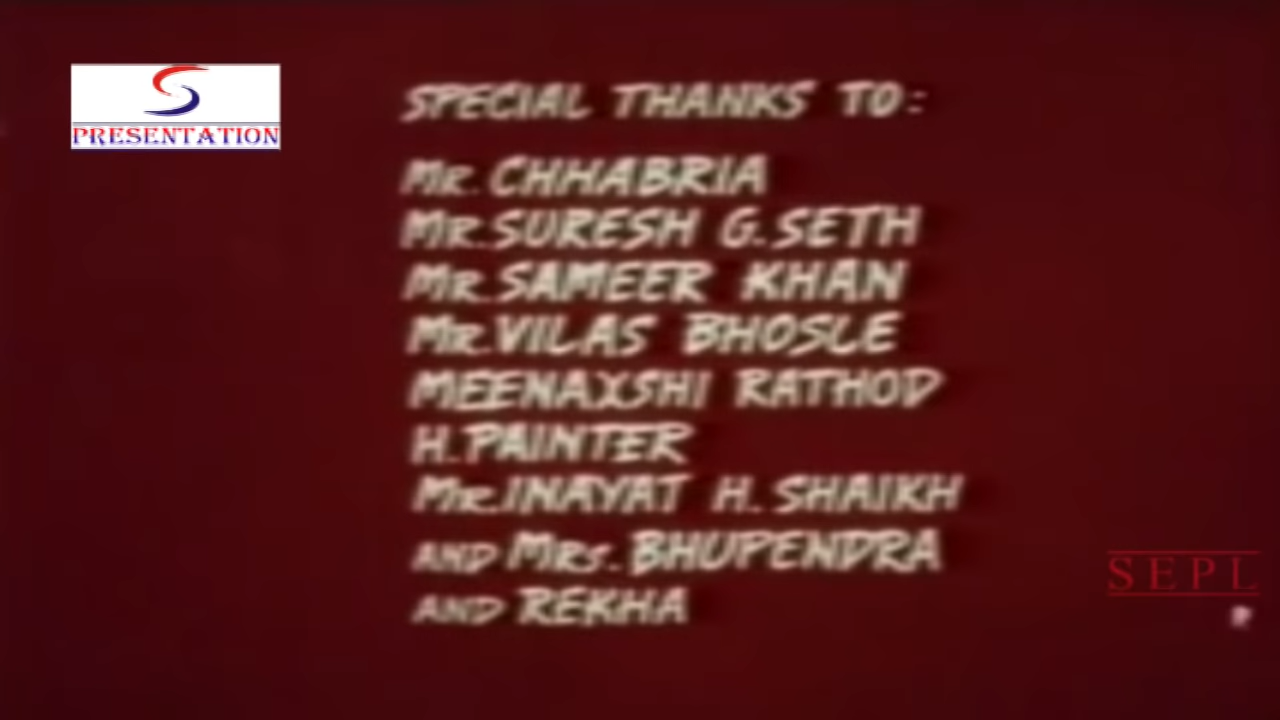 S
PRESENTATION
SPECIAL THANKS TO:
MR. CHHABRIA
MR. SURESH G. SETH
MR. SAMEER KHAN
MR. VILAS BHOSLE
MEENAXSHI RATHOD
H. PAINTER
MR. INAYAT H. SHAIKH
AND MRS. BHUPENDRA
AND REKHA
SEPL